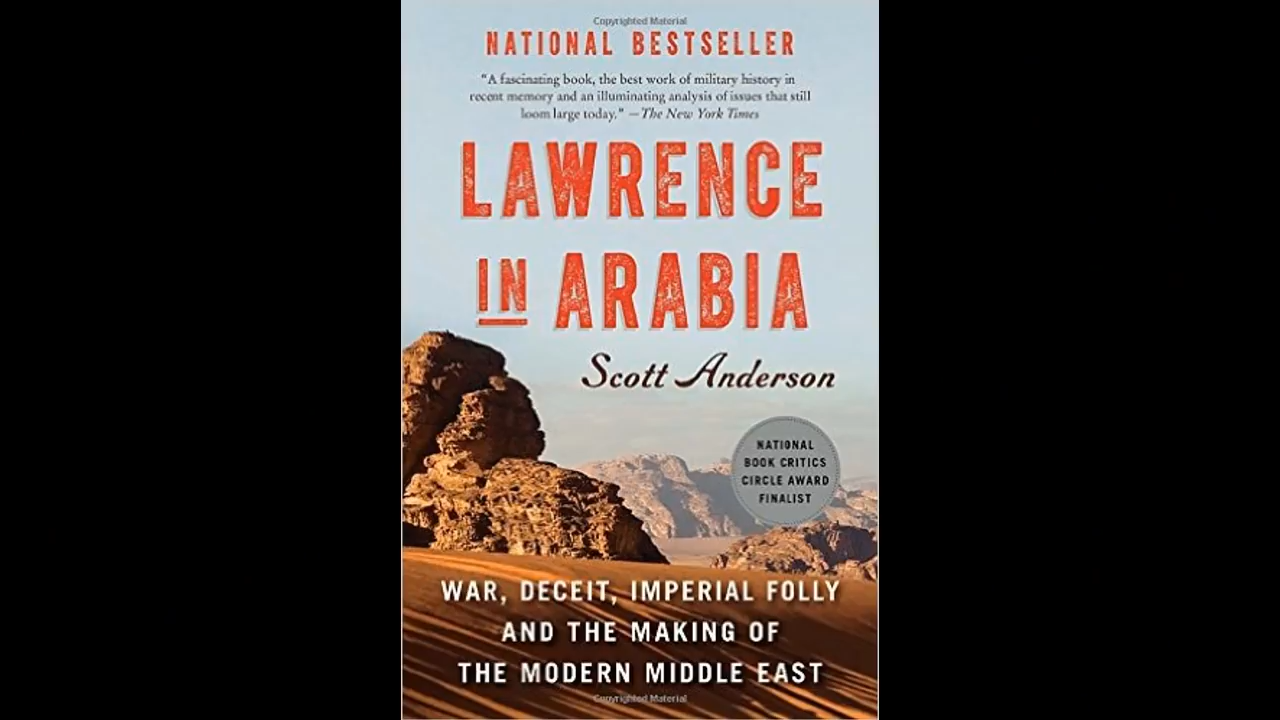 Copyrighted Material
NATIONAL BESTSELLER
“A fascinating book, the best work of military history in
recent memory and an illuminating analysis of issues that still
loom large today.” —The New York Times
LAWRENCE
IN ARABIA
Scott Anderson
NATIONAL
BOOK CRITICS
CIRCLE AWARD
FINALIST
WAR, DECEIT, IMPERIAL FOLLY
AND THE MAKING OF
THE MODERN MIDDLE EAST
Copyrighted Material